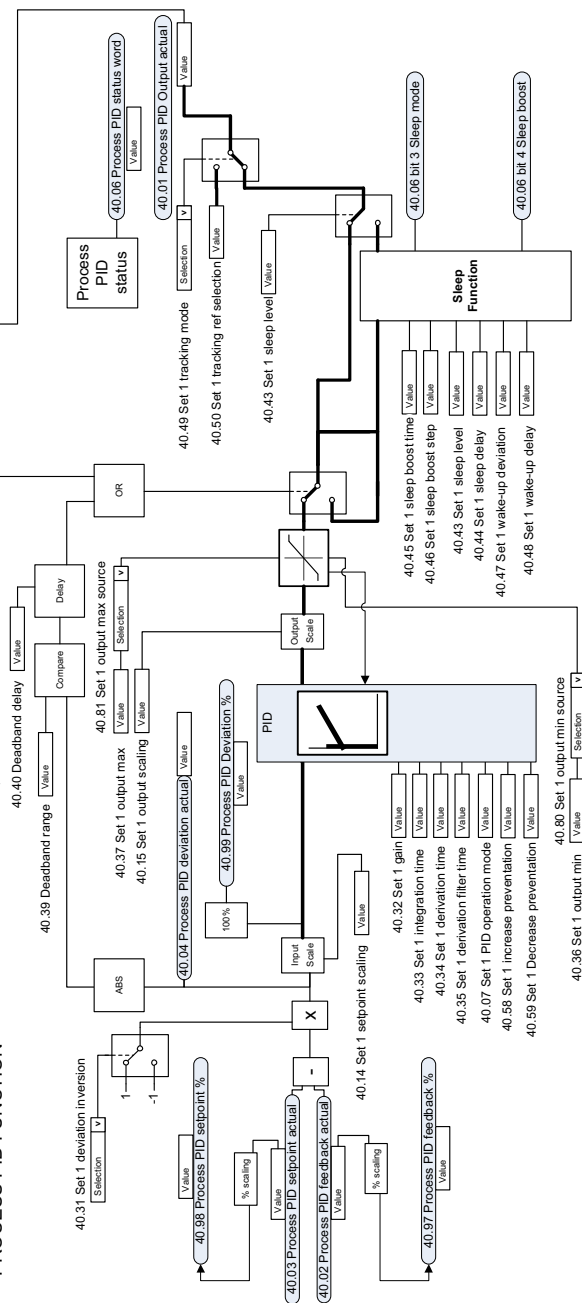 PROCESS PID FUNCTION
40.31 Set 1 deviation inversion
Selection
v
-1
-1
40.98 Process PID setpoint %
Value
% scaling
Value
40.03 Process PID setpoint actual
40.02 Process PID feedback actual
Value
% scaling
40.97 Process PID feedback %
Value
-
X
40.14 Set 1 setpoint scaling
Value
Input
Scale
ABS
40.04 Process PID deviation actual
Value
100%
40.99 Process PID Deviation %
40.39 Deadband range
Value
40.40 Deadband delay
Value
Compare
Delay
OR
40.81 Set 1 output max source
40.37 Set 1 output max
Value
Selection
v
40.15 Set 1 output scaling
Value
PID
Output
Scale
40.32 Set 1 gain
Value
40.33 Set 1 integration time
Value
40.34 Set 1 derivation time
Value
40.35 Set 1 derivation filter time
Value
40.07 Set 1 PID operation mode
Value
40.58 Set 1 increase preventation
Value
40.59 Set 1 Decrease preventation
Value
40.80 Set 1 output min source
40.36 Set 1 output min
Value
Selection
v
40.49 Set 1 tracking mode
Selection
v
40.50 Set 1 tracking ref selection
Value
40.43 Set 1 sleep level
Value
40.45 Set 1 sleep boost time
Value
40.46 Set 1 sleep boost step
Value
40.43 Set 1 sleep level
Value
40.44 Set 1 sleep delay
Value
40.47 Set 1 wake-up deviation
Value
40.48 Set 1 wake-up delay
Value
Sleep
Function
40.06 bit 3 Sleep mode
40.06 bit 4 Sleep boost
Process
PID
status
40.06 Process PID status word
Value
40.01 Process PID Output actual
Value